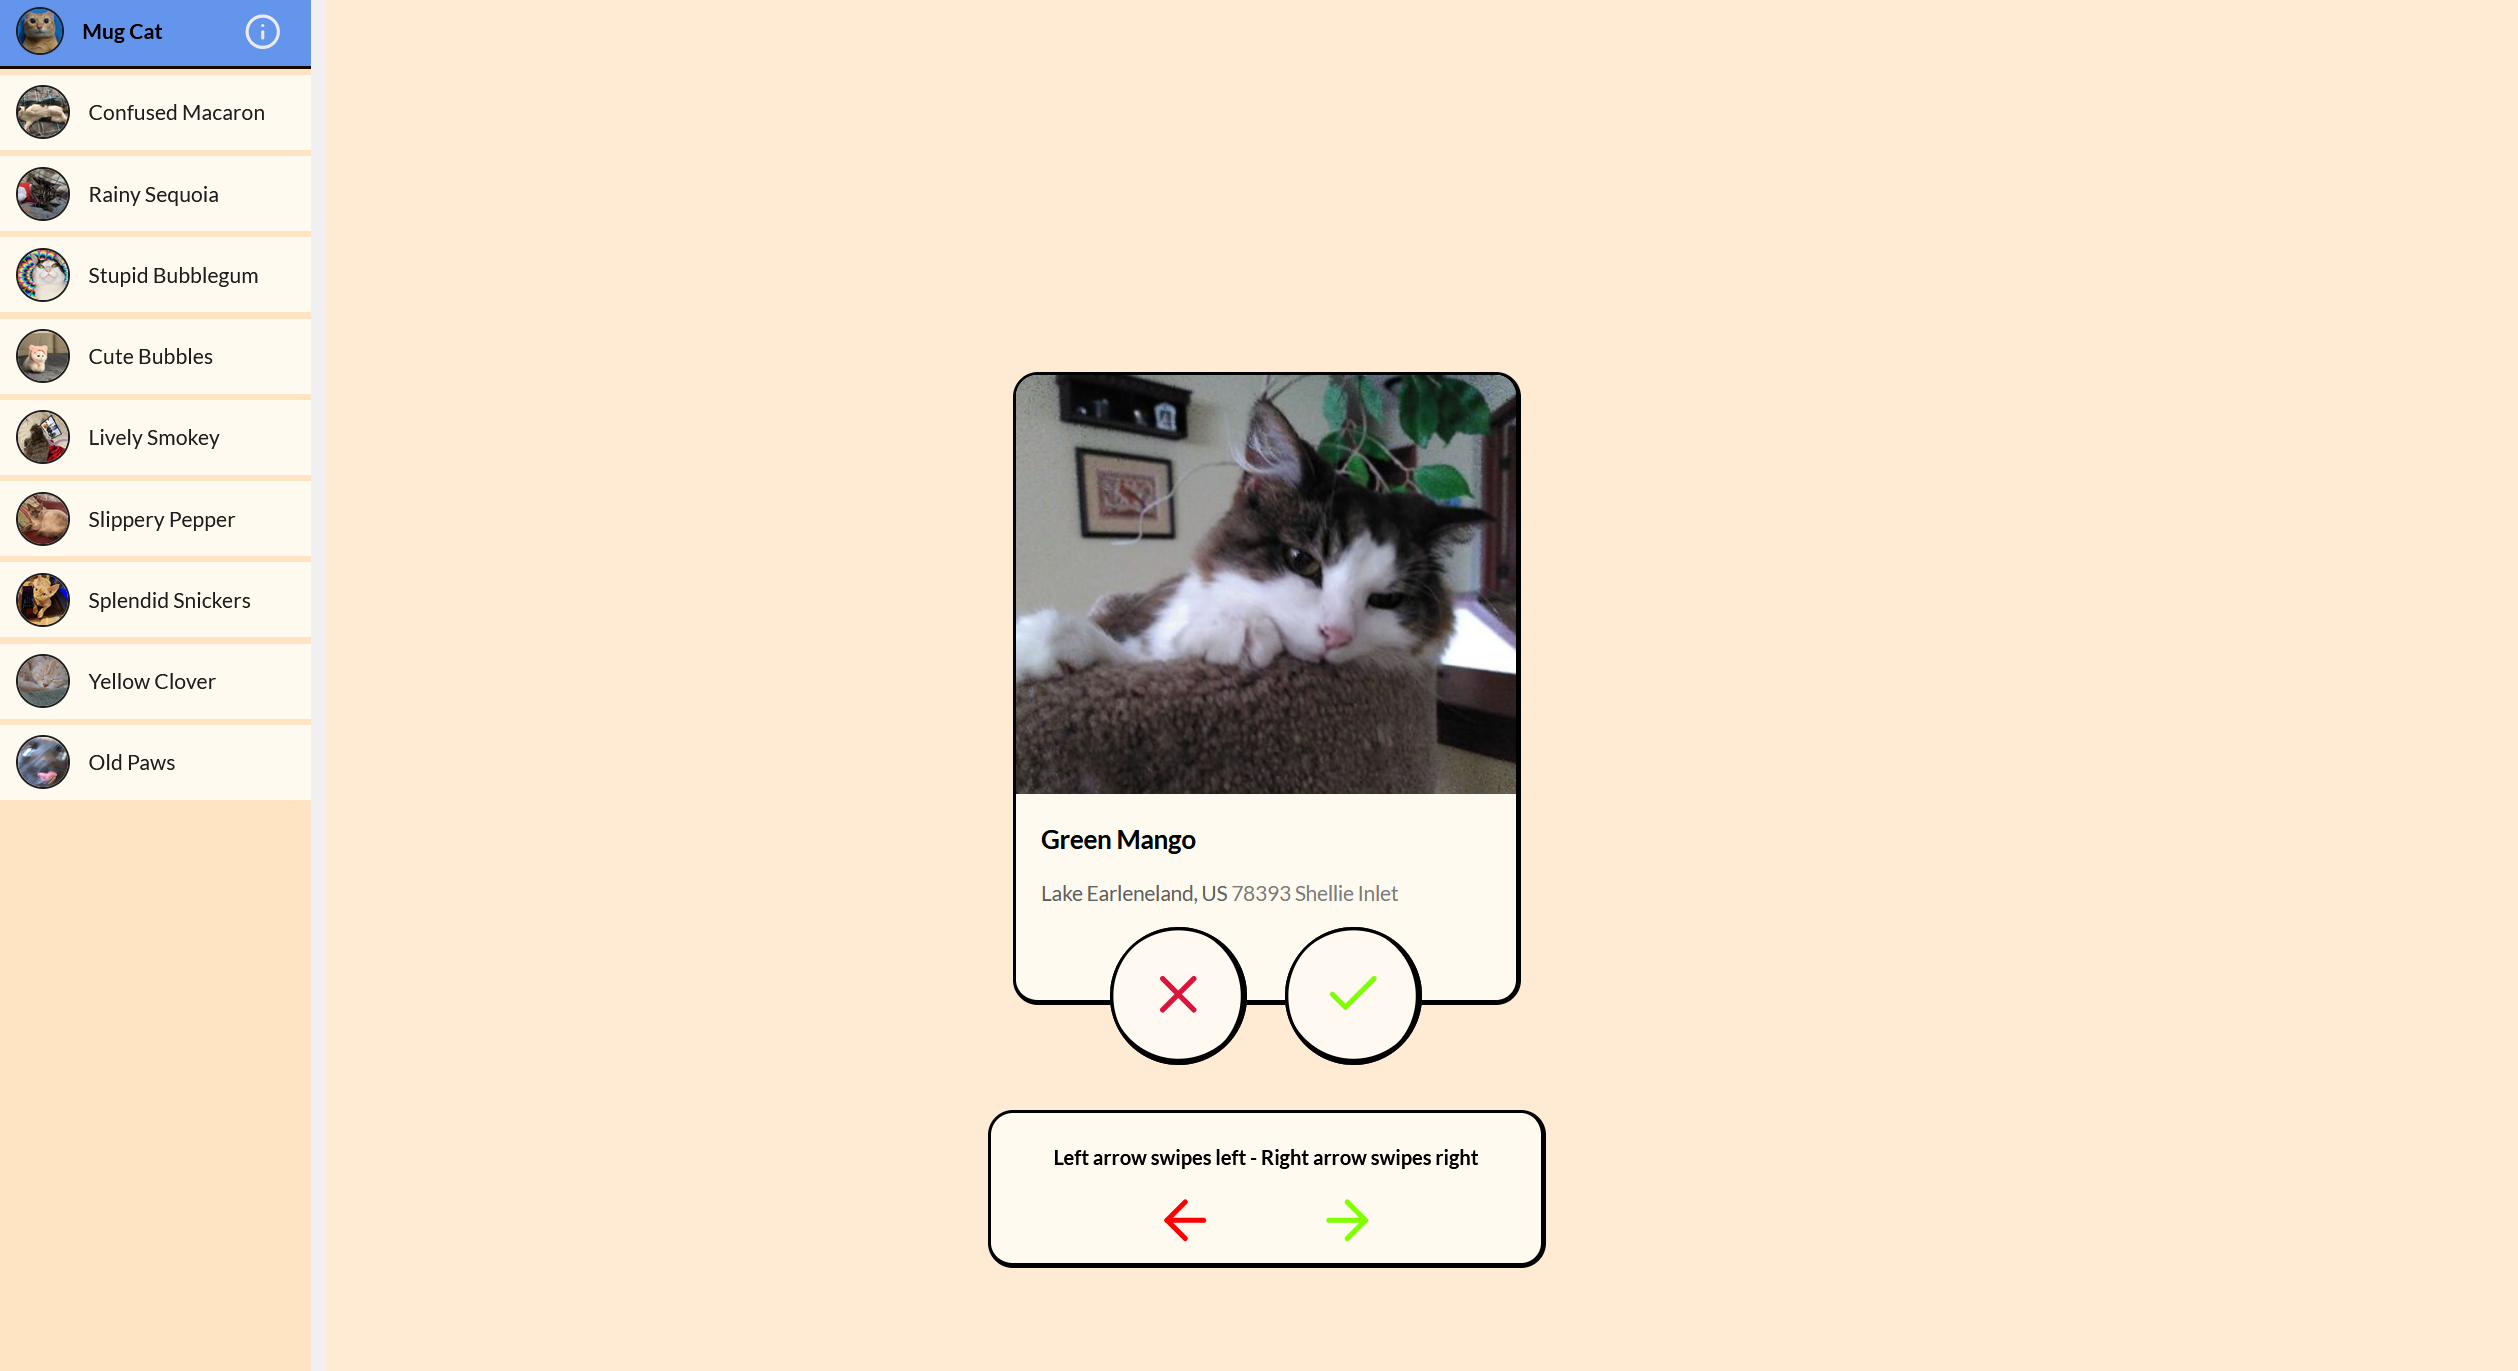 Mug Cat
Confused Macaron
Rainy Sequoia
Stupid Bubblegum
Cute Bubbles
Lively Smokey
Slippery Pepper
Splendid Snickers
Yellow Clover
Old Paws
Green Mango
Lake Earleneland, US 78393 Shellie Inlet
Left arrow swipes left - Right arrow swipes right